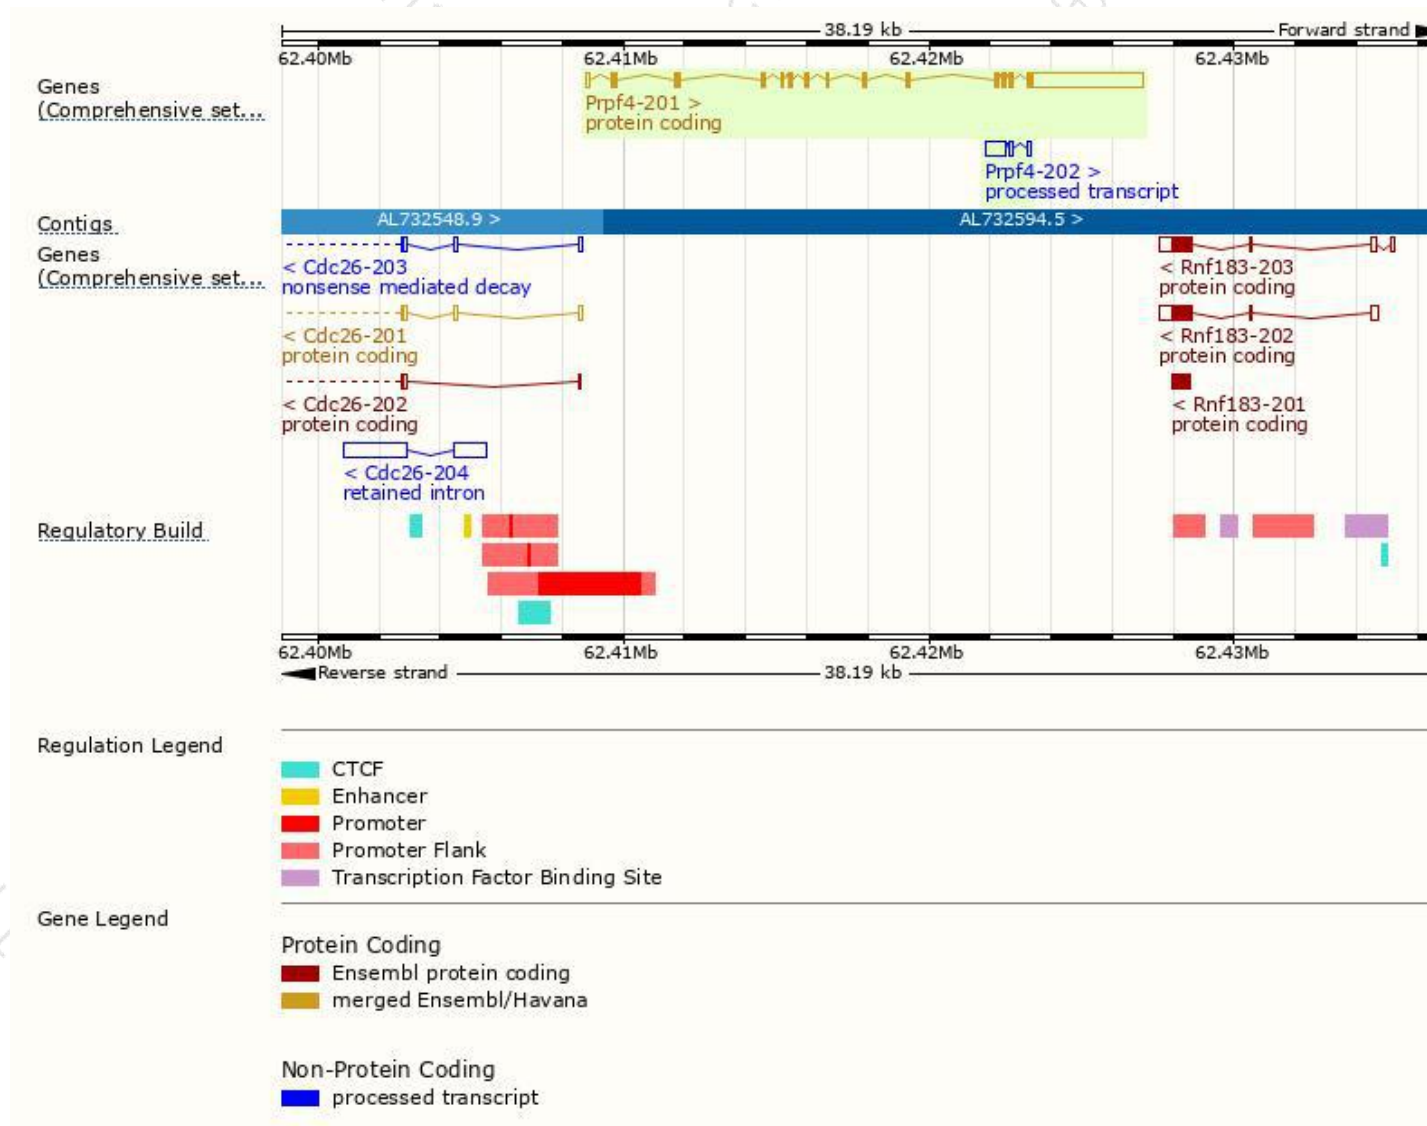 38.19 kb
Forward strand
62.40Mb 62.41Mb 62.42Mb 62.43Mb
Genes
(Comprehensive set...
Prpf4-201 >
protein coding
Prpf4-202 >
processed transcript
Contigs
AL732548.9 > AL732594.5 >
Genes
(Comprehensive set...
< Cdc26-203
nonsense mediated decay
< Rnf183-203
protein coding
< Cdc26-201
protein coding
< Rnf183-202
protein coding
< Cdc26-202
protein coding
< Rnf183-201
protein coding
< Cdc26-204
retained intron
Regulatory Build
62.40Mb 62.41Mb 62.42Mb 62.43Mb
Reverse strand
38.19 kb
Regulation Legend
CTCF
Enhancer
Promoter
Promoter Flank
Transcription Factor Binding Site
Gene Legend
Protein Coding
Ensembl protein coding
merged Ensembl/Havana
Non-Protein Coding
processed transcript